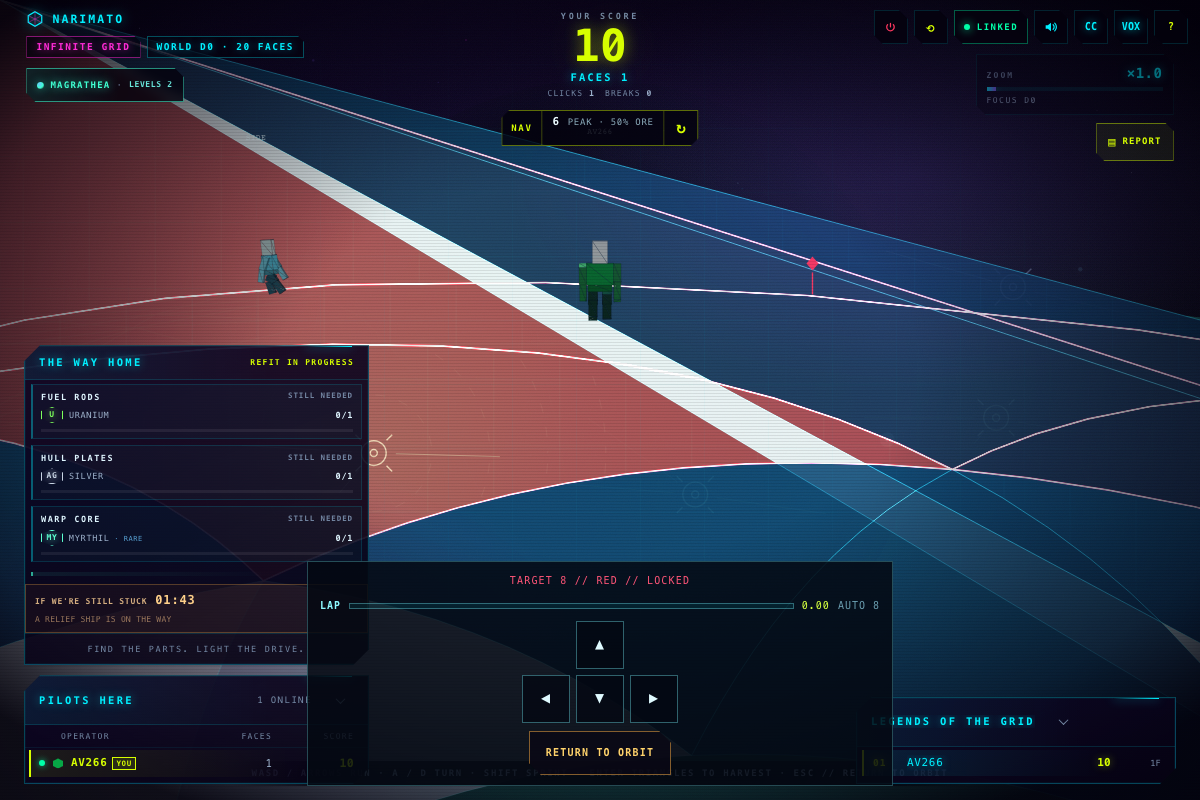 NARIMATO
INFINITE GRID
WORLD D0 · 20 FACES
MAGRATHEA · LEVELS 2
YOUR SCORE
10
FACES 1
CLICKS 1 BREAKS 0
NAV
6 PEAK · 50% ORE
AV266
↻
LINKED
CC
VOX
?
ZOOM ×1.0
FOCUS D0
REPORT
THE WAY HOME
REFIT IN PROGRESS
FUEL RODS STILL NEEDED
U URANIUM 0/1
HULL PLATES STILL NEEDED
AG SILVER 0/1
WARP CORE STILL NEEDED
MY MYRTHIL · RARE 0/1
IF WE'RE STILL STUCK 01:43
A RELIEF SHIP IS ON THE WAY
FIND THE PARTS. LIGHT THE DRIVE.
PILOTS HERE
1 ONLINE
OPERATOR FACES SCORE
AV266 YOU 1 10
TARGET 8 // RED // LOCKED
LAP 0.00 AUTO 8
▲
◀ ▼ ▶
RETURN TO ORBIT
LEGENDS OF THE GRID
01 AV266 10 1F